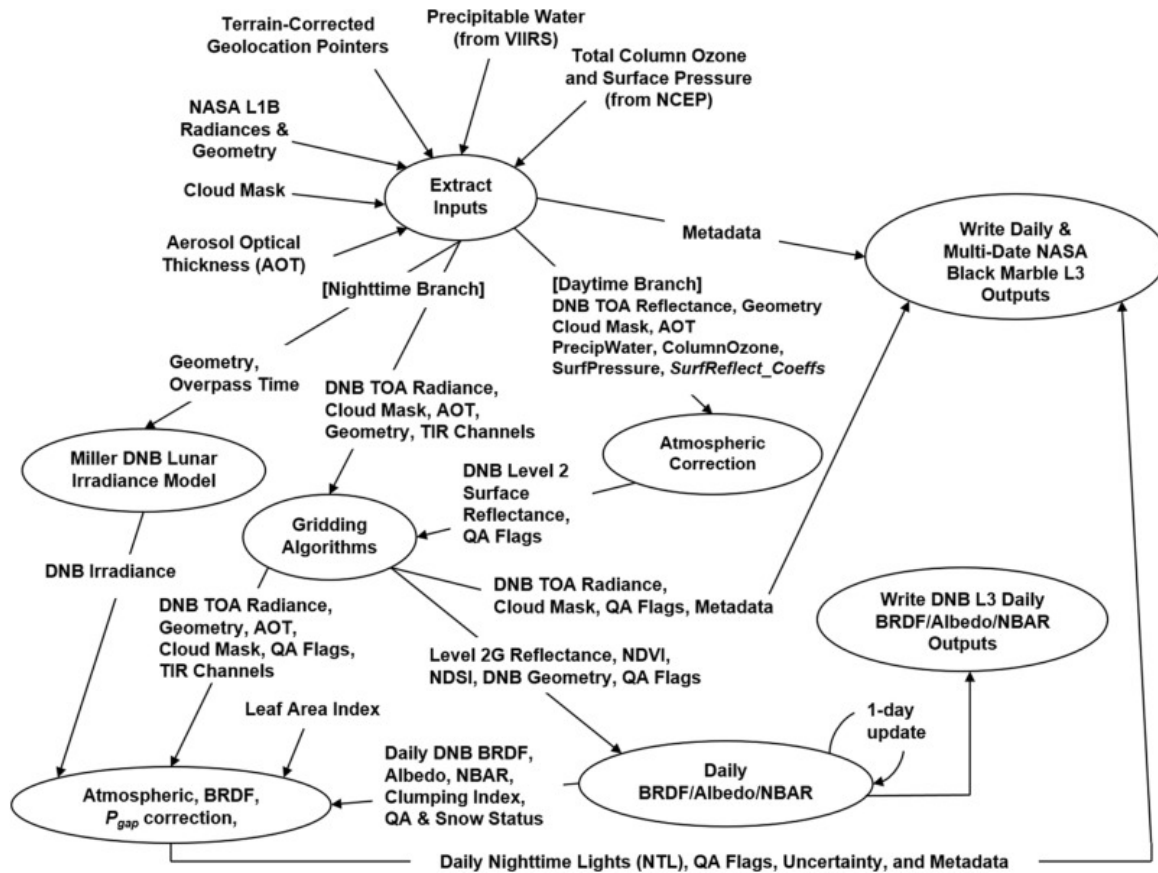 Terrain-Corrected
Geolocation Pointers
Precipitable Water
(from VIIRS)
Total Column Ozone
and Surface Pressure
(from NCEP)
NASA L1B
Radiances &
Geometry
Cloud Mask
Aerosol Optical
Thickness (AOT)
Extract
Inputs
Metadata
Write Daily &
Multi-Date NASA
Black Marble L3
Outputs
[Nighttime Branch]
[Daytime Branch]
DNB TOA Reflectance, Geometry
Cloud Mask, AOT
PrecipWater, ColumnOzone,
SurfPressure, SurfReflect_Coeffs
Geometry,
Overpass Time
DNB TOA Radiance,
Cloud Mask, AOT,
Geometry, TIR Channels
Miller DNB Lunar
Irradiance Model
Atmospheric
Correction
DNB Level 2
Surface
Reflectance,
QA Flags
Gridding
Algorithms
DNB Irradiance
DNB TOA Radiance,
Geometry, AOT,
Cloud Mask, QA Flags,
TIR Channels
DNB TOA Radiance,
Cloud Mask, QA Flags, Metadata
Write DNB L3 Daily
BRDF/Albedo/NBAR
Outputs
Level 2G Reflectance, NDVI,
NDSI, DNB Geometry, QA Flags
Leaf Area Index
1-day
update
Daily DNB BRDF,
Albedo, NBAR,
Clumping Index,
QA & Snow Status
Daily
BRDF/Albedo/NBAR
Atmospheric, BRDF,
Pgap correction,
Daily Nighttime Lights (NTL), QA Flags, Uncertainty, and Metadata